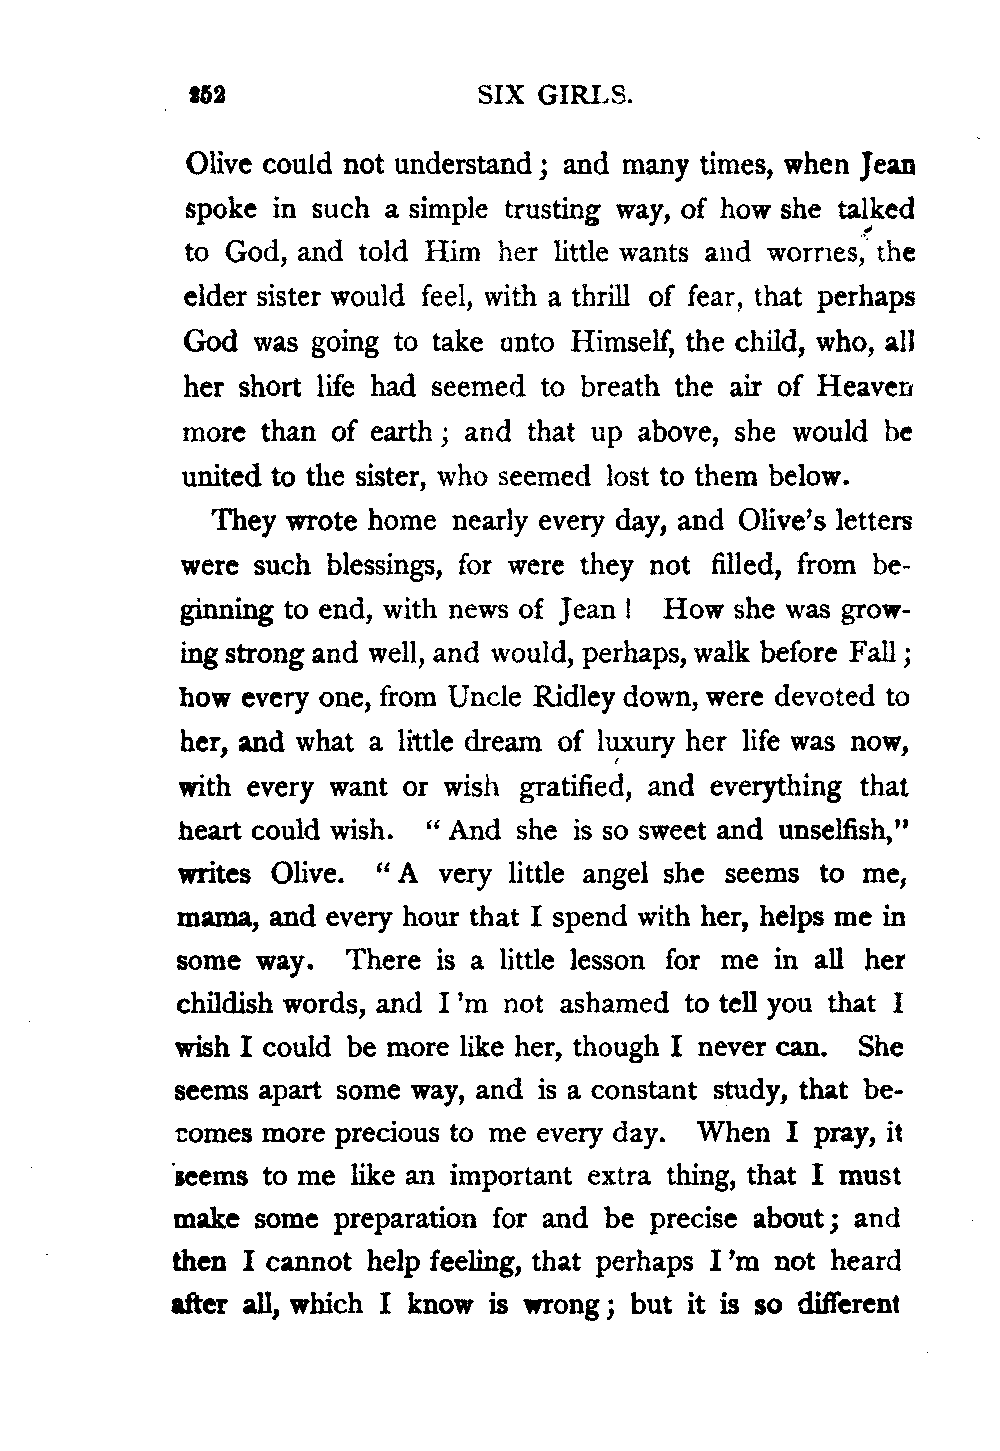 252 SIX GIRLS.
Olive could not understand; and many times, when Jean
spoke in such a simple trusting way, of how she talked
to God, and told Him her little wants and worries, the
elder sister would feel, with a thrill of fear, that perhaps
God was going to take unto Himself, the child, who, all
her short life had seemed to breath the air of Heaven
more than of earth; and that up above, she would be
united to the sister, who seemed lost to them below.
They wrote home nearly every day, and Olive's letters
were such blessings, for were they not filled, from be-
ginning to end, with news of Jean! How she was grow-
ing strong and well, and would, perhaps, walk before Fall;
how every one, from Uncle Ridley down, were devoted to
her, and what a little dream of luxury her life was now,
with every want or wish gratified, and everything that
heart could wish. "And she is so sweet and unselfish,"
writes Olive. "A very little angel she seems to me,
mama, and every hour that I spend with her, helps me in
some way. There is a little lesson for me in all her
childish words, and I'm not ashamed to tell you that I
wish I could be more like her, though I never can. She
seems apart some way, and is a constant study, that be-
comes more precious to me every day. When I pray, it
seems to me like an important extra thing, that I must
make some preparation for and be precise about; and
then I cannot help feeling, that perhaps I'm not heard
after all, which I know is wrong; but it is so different